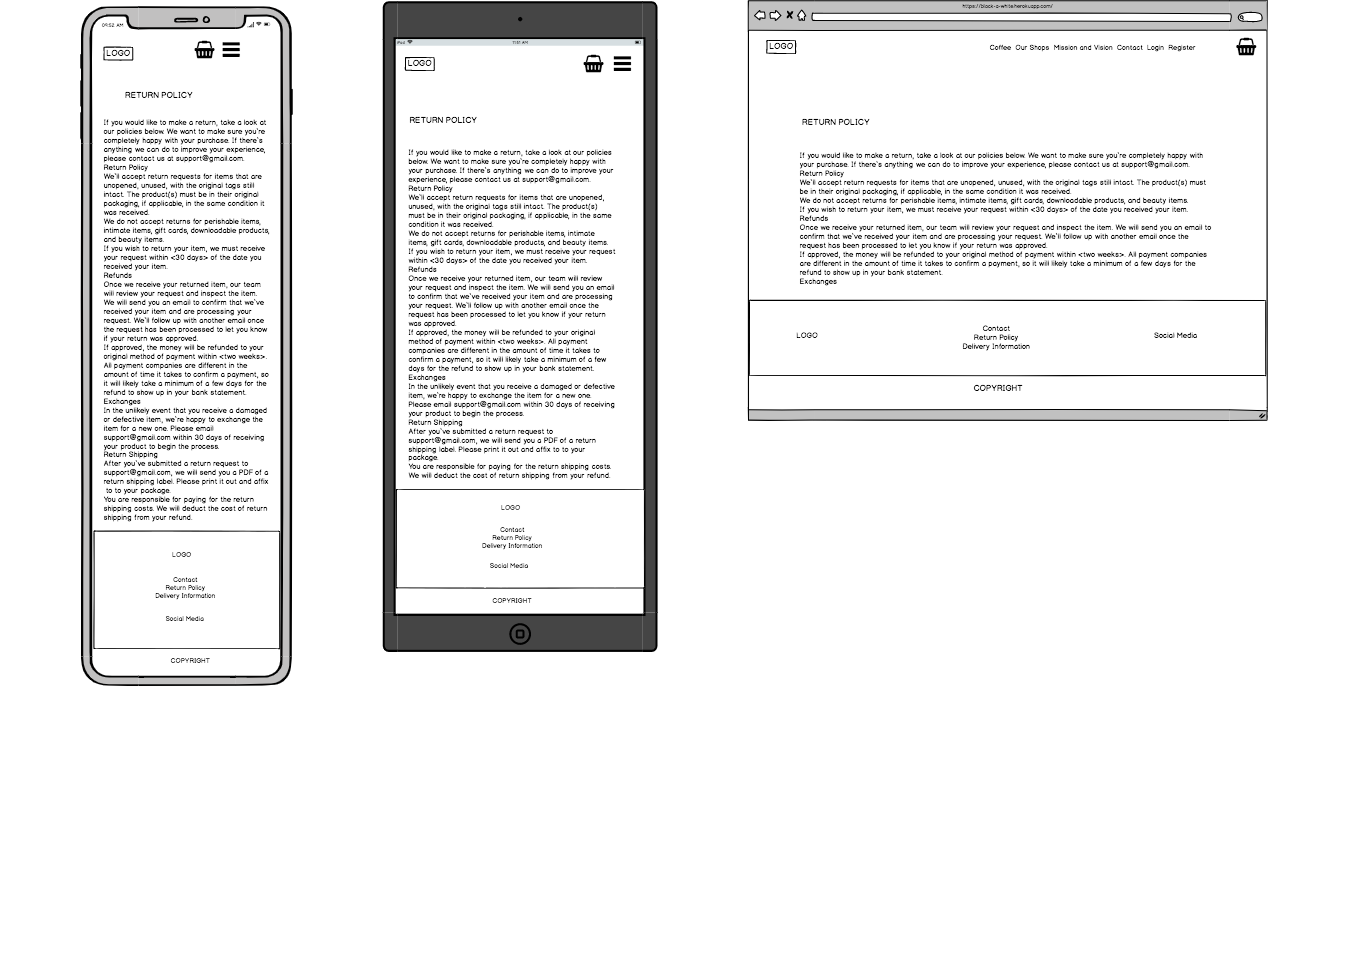 09:52 AM
LOGO
RETURN POLICY
If you would like to make a return, take a look at
our policies below. We want to make sure you're
completely happy with your purchase. If there's
anything we can do to improve your experience,
please contact us at support@gmail.com.
Return Policy
We'll accept return requests for items that are
unopened, unused, with the original tags still
intact. The product(s) must be in their original
packaging, if applicable, in the same condition it
was received.
We do not accept returns for perishable items,
intimate items, gift cards, downloadable products,
and beauty items.
If you wish to return your item, we must receive
your request within <30 days> of the date you
received your item.
Refunds
Once we receive your returned item, our team
will review your request and inspect the item.
We will send you an email to confirm that we've
received your item and are processing your
request. We'll follow up with another email once
the request has been processed to let you know
if your return was approved.
If approved, the money will be refunded to your
original method of payment within <two weeks>.
All payment companies are different in the
amount of time it takes to confirm a payment, so
it will likely take a minimum of a few days for the
refund to show up in your bank statement.
Exchanges
In the unlikely event that you receive a damaged
or defective item, we're happy to exchange the
item for a new one. Please email
support@gmail.com within 30 days of receiving
your product to begin the process.
Return Shipping
After you've submitted a return request to
support@gmail.com, we will send you a PDF of a
return shipping label. Please print it out and affix
to to your package.
You are responsible for paying for the return
shipping costs. We will deduct the cost of return
shipping from your refund.
LOGO
Contact
Return Policy
Delivery Information
Social Media
COPYRIGHT
iPad
11:51 AM
LOGO
RETURN POLICY
If you would like to make a return, take a look at our policies
below. We want to make sure you're completely happy with
your purchase. If there's anything we can do to improve your
experience, please contact us at support@gmail.com.
Return Policy
We'll accept return requests for items that are unopened,
unused, with the original tags still intact. The product(s)
must be in their original packaging, if applicable, in the same
condition it was received.
We do not accept returns for perishable items, intimate
items, gift cards, downloadable products, and beauty items.
If you wish to return your item, we must receive your request
within <30 days> of the date you received your item.
Refunds
Once we receive your returned item, our team will review
your request and inspect the item. We will send you an email
to confirm that we've received your item and are processing
your request. We'll follow up with another email once the
request has been processed to let you know if your return
was approved.
If approved, the money will be refunded to your original
method of payment within <two weeks>. All payment
companies are different in the amount of time it takes to
confirm a payment, so it will likely take a minimum of a few
days for the refund to show up in your bank statement.
Exchanges
In the unlikely event that you receive a damaged or defective
item, we're happy to exchange the item for a new one.
Please email support@gmail.com within 30 days of receiving
your product to begin the process.
Return Shipping
After you've submitted a return request to
support@gmail.com, we will send you a PDF of a return
shipping label. Please print it out and affix to to your
package.
You are responsible for paying for the return shipping costs.
We will deduct the cost of return shipping from your refund.
LOGO
Contact
Return Policy
Delivery Information
Social Media
COPYRIGHT
https://black-a-white.herokuapp.com/
LOGO
Coffee Our Shops Mission and Vision Contact Login Register
RETURN POLICY
If you would like to make a return, take a look at our policies below. We want to make sure you're completely happy with
your purchase. If there's anything we can do to improve your experience, please contact us at support@gmail.com.
Return Policy
We'll accept return requests for items that are unopened, unused, with the original tags still intact. The product(s) must
be in their original packaging, if applicable, in the same condition it was received.
We do not accept returns for perishable items, intimate items, gift cards, downloadable products, and beauty items.
If you wish to return your item, we must receive your request within <30 days> of the date you received your item.
Refunds
Once we receive your returned item, our team will review your request and inspect the item. We will send you an email to
confirm that we've received your item and are processing your request. We'll follow up with another email once the
request has been processed to let you know if your return was approved.
If approved, the money will be refunded to your original method of payment within <two weeks>. All payment companies
are different in the amount of time it takes to confirm a payment, so it will likely take a minimum of a few days for the
refund to show up in your bank statement.
Exchanges
LOGO
Contact
Return Policy
Delivery Information
Social Media
COPYRIGHT